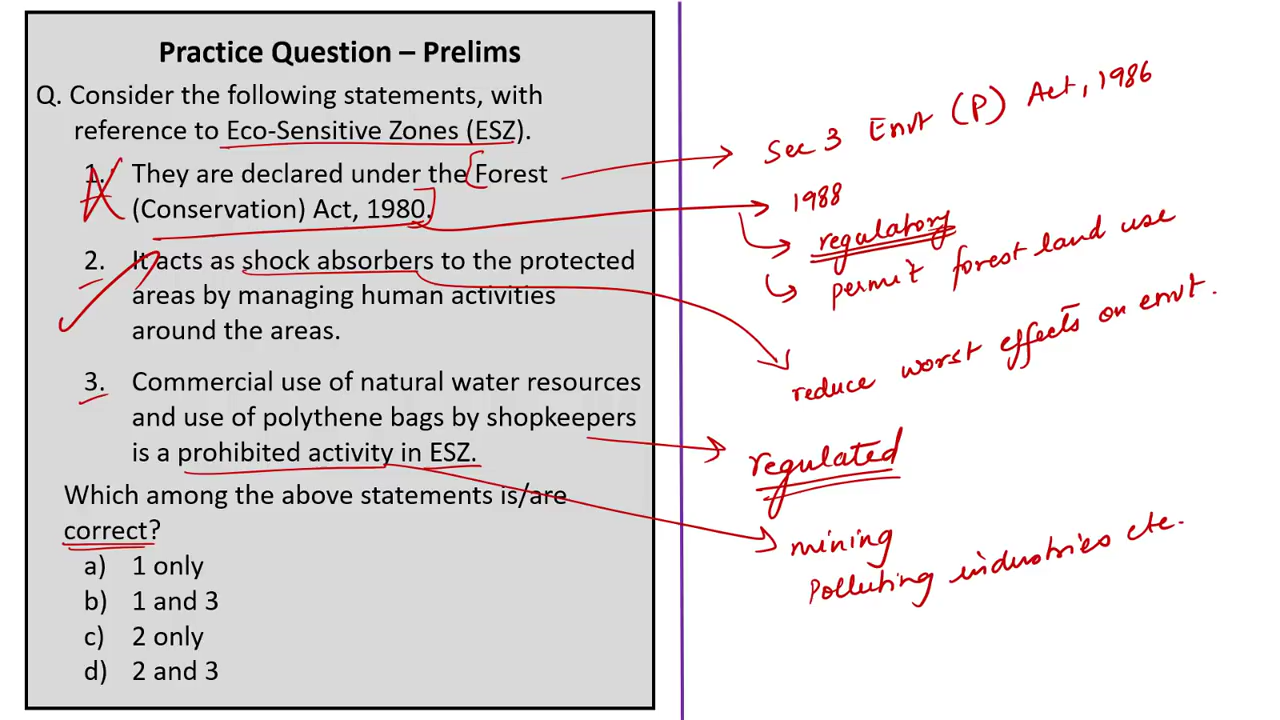 Practice Question – Prelims
Q. Consider the following statements, with
reference to Eco-Sensitive Zones (ESZ).
1. They are declared under the Forest
(Conservation) Act, 1980.
2. It acts as shock absorbers to the protected
areas by managing human activities
around the areas.
3. Commercial use of natural water resources
and use of polythene bags by shopkeepers
is a prohibited activity in ESZ.
Which among the above statements is/are
correct?
a) 1 only
b) 1 and 3
c) 2 only
d) 2 and 3
Sec 3 Envt (P) Act, 1986
1988
regulatory
permit forest land use
reduce worst effects on envt.
regulated
mining
Polluting industries etc.